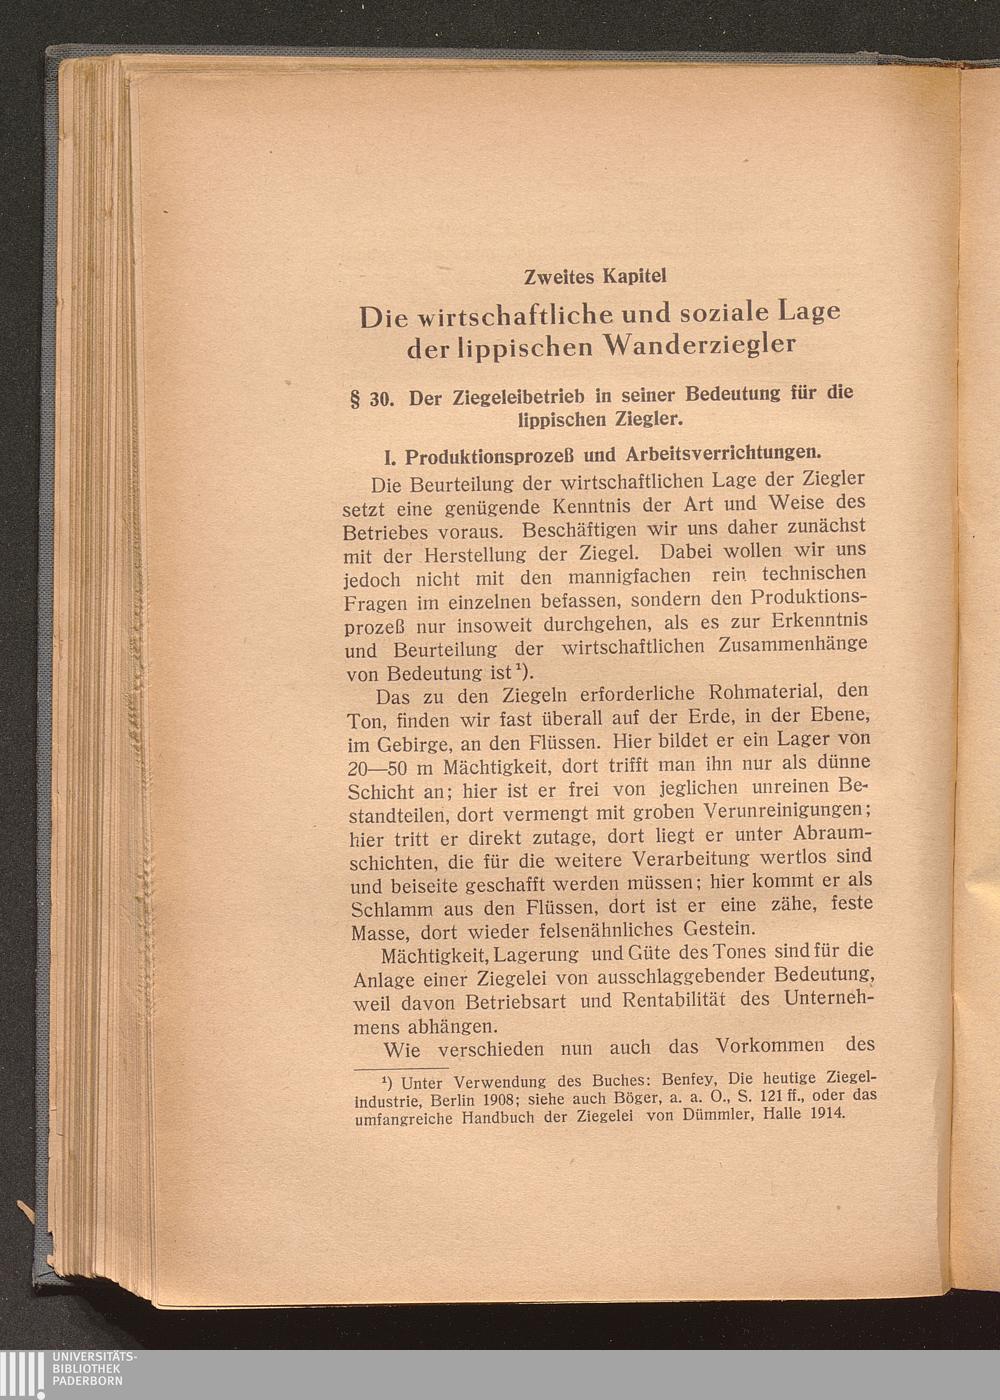 Zweites Kapitel
Die wirtschaftliche und soziale Lage
der lippischen Wanderziegler
§ 30. Der Ziegeleibetrieb in seiner Bedeutung für die
lippischen Ziegler.
I. Produktionsprozeß und Arbeitsverrichtungen.
Die Beurteilung der wirtschaftlichen Lage der Ziegler
setzt eine genügende Kenntnis der Art und Weise des
Betriebes voraus. Beschäftigen wir uns daher zunächst
mit der Herstellung der Ziegel. Dabei wollen wir uns
jedoch nicht mit den mannigfachen rein technischen
Fragen im einzelnen befassen, sondern den Produktions-
prozeß nur insoweit durchgehen, als es zur Erkenntnis
und Beurteilung der wirtschaftlichen Zusammenhänge
von Bedeutung ist¹).
Das zu den Ziegeln erforderliche Rohmaterial, den
Ton, finden wir fast überall auf der Erde, in der Ebene,
im Gebirge, an den Flüssen. Hier bildet er ein Lager von
20—50 m Mächtigkeit, dort trifft man ihn nur als dünne
Schicht an; hier ist er frei von jeglichen unreinen Be-
standteilen, dort vermengt mit groben Verunreinigungen;
hier tritt er direkt zutage, dort liegt er unter Abraum-
schichten, die für die weitere Verarbeitung wertlos sind
und beiseite geschafft werden müssen; hier kommt er als
Schlamm aus den Flüssen, dort ist er eine zähe, feste
Masse, dort wieder felsenähnliches Gestein.
Mächtigkeit, Lagerung und Güte des Tones sind für die
Anlage einer Ziegelei von ausschlaggebender Bedeutung,
weil davon Betriebsart und Rentabilität des Unterneh-
mens abhängen.
Wie verschieden nun auch das Vorkommen des
¹) Unter Verwendung des Buches: Benfey, Die heutige Ziegel-
industrie, Berlin 1908; siehe auch Böger, a. a. O., S. 121 ff., oder das
umfangreiche Handbuch der Ziegelei von Dümmler, Halle 1914.
UNIVERSITÄTS-
BIBLIOTHEK
PADERBORN